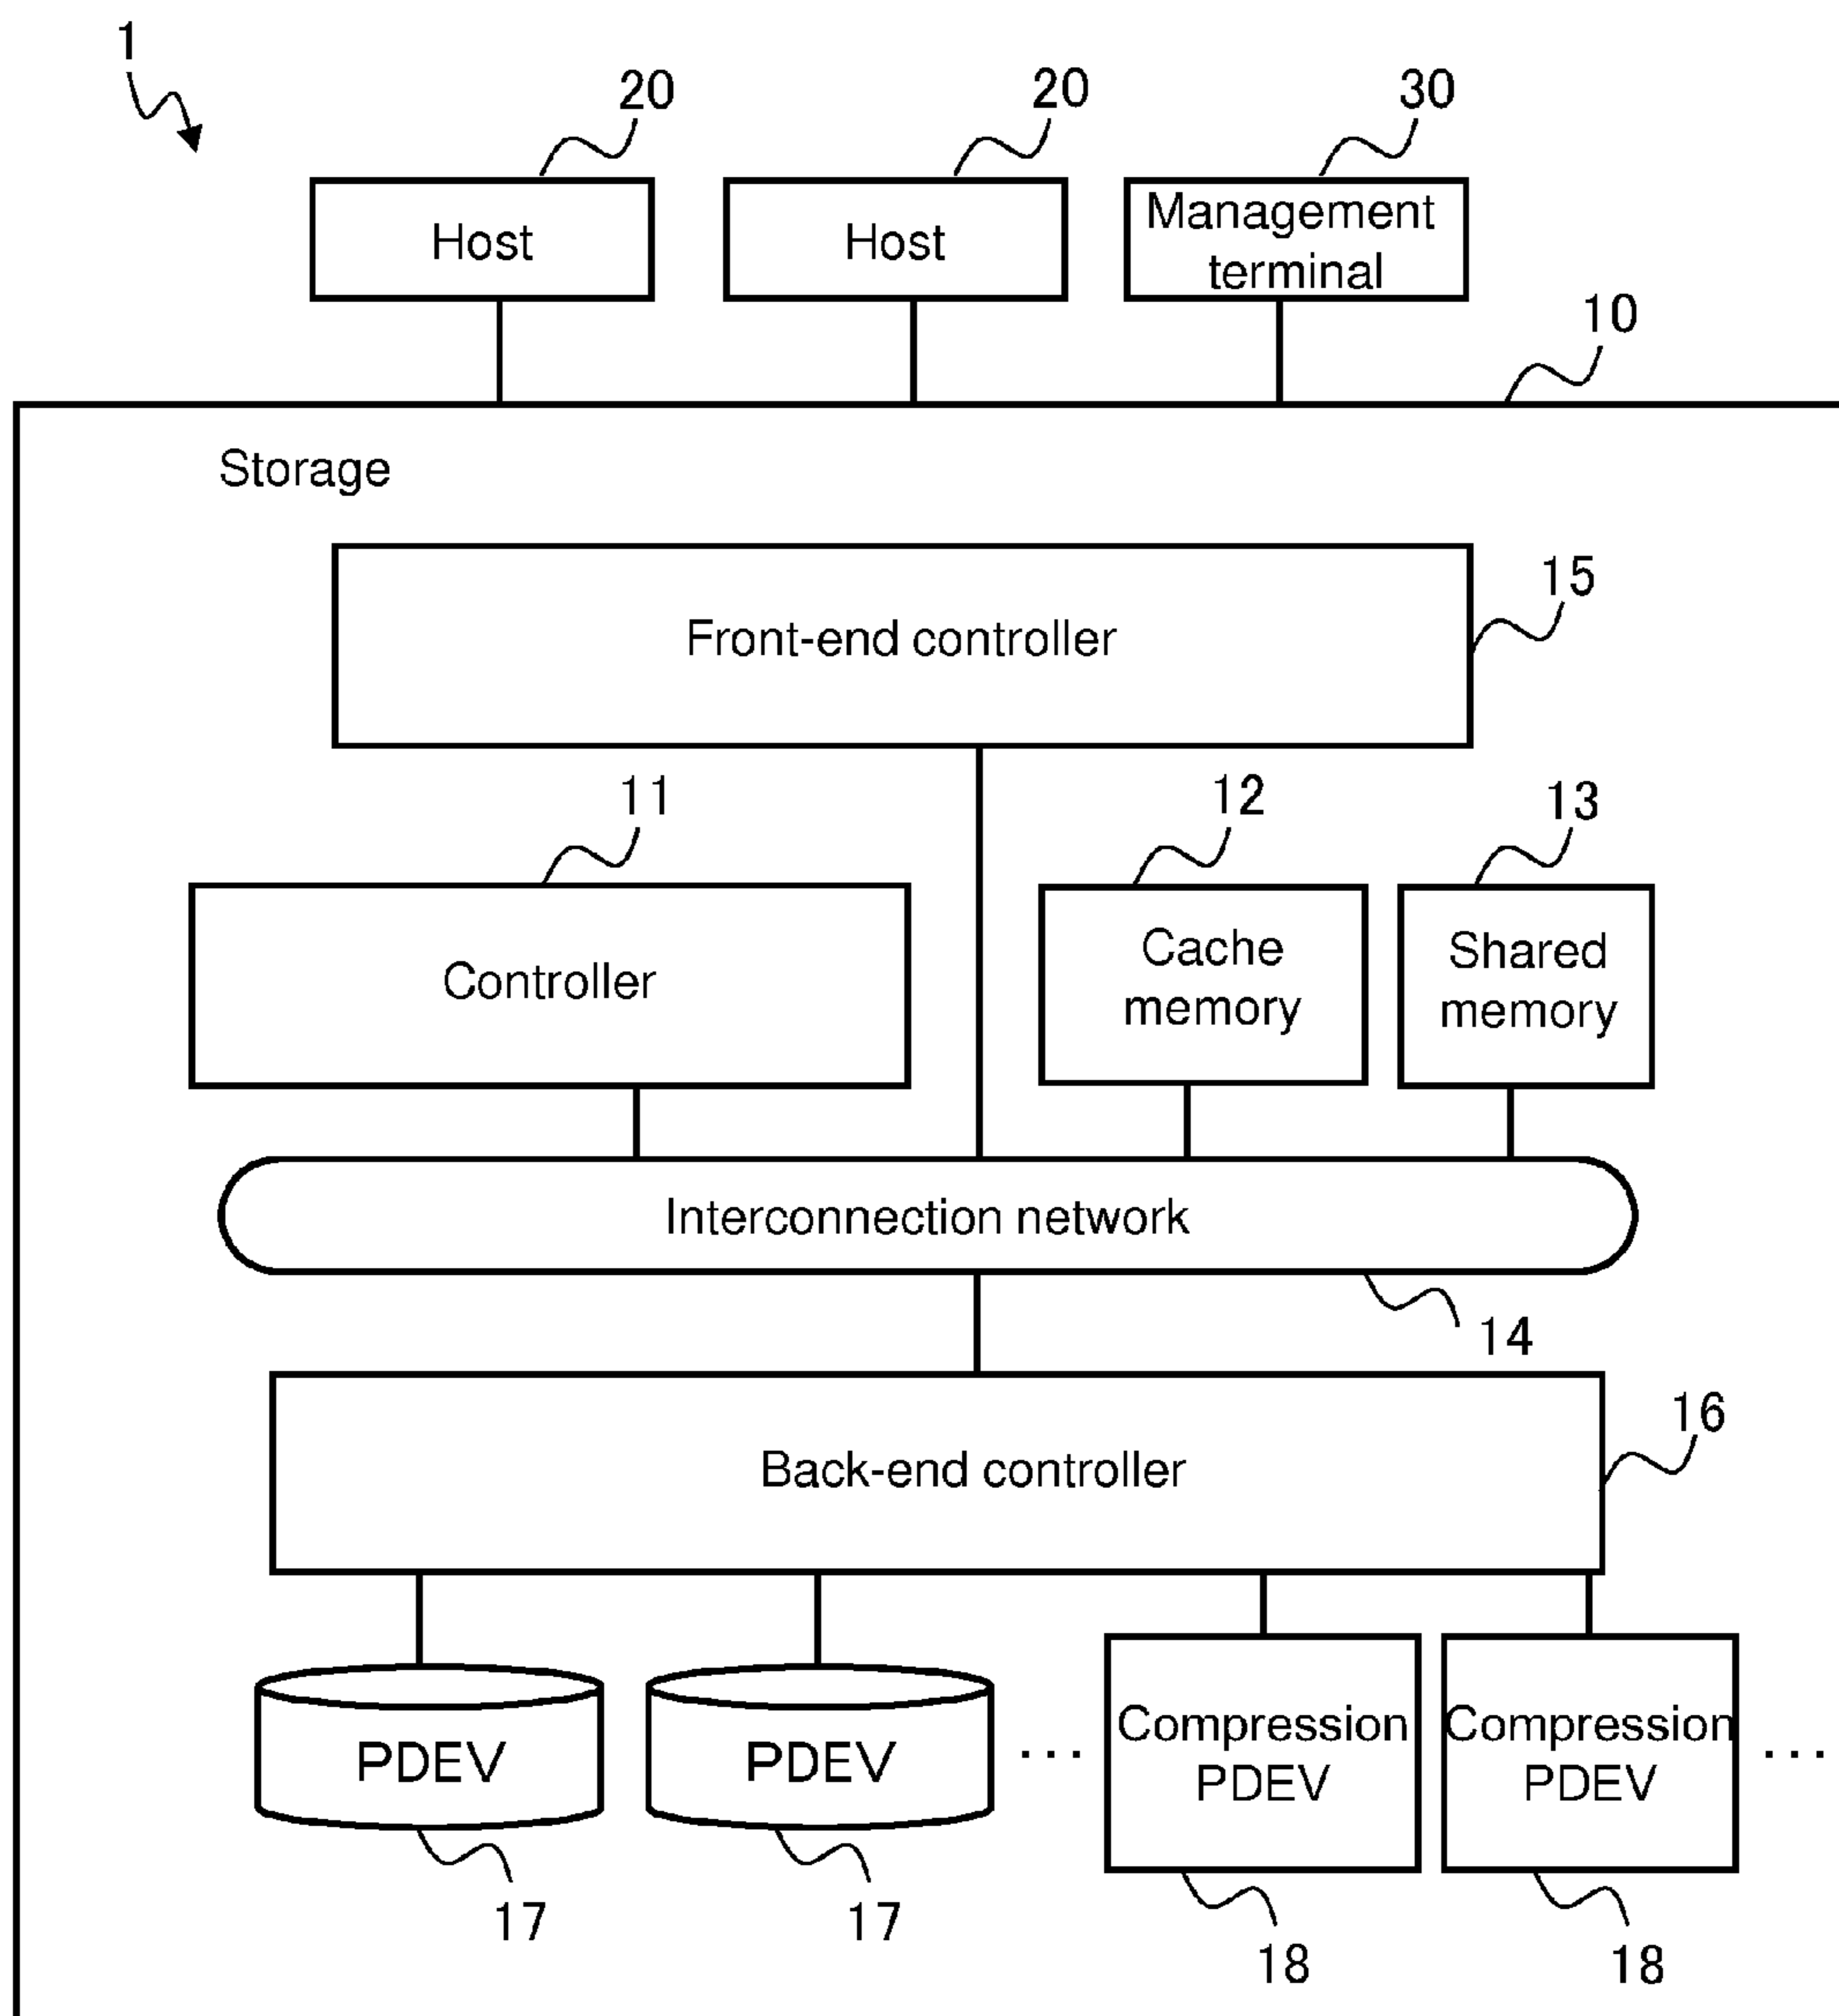 1
20
20
30
Host
Host
Management
terminal
10
Storage
15
Front-end controller
11
12
13
Controller
Cache
memory
Shared
memory
Interconnection network
14
16
Back-end controller
PDEV
PDEV
...
Compression
PDEV
Compression
PDEV
...
17
17
18
18